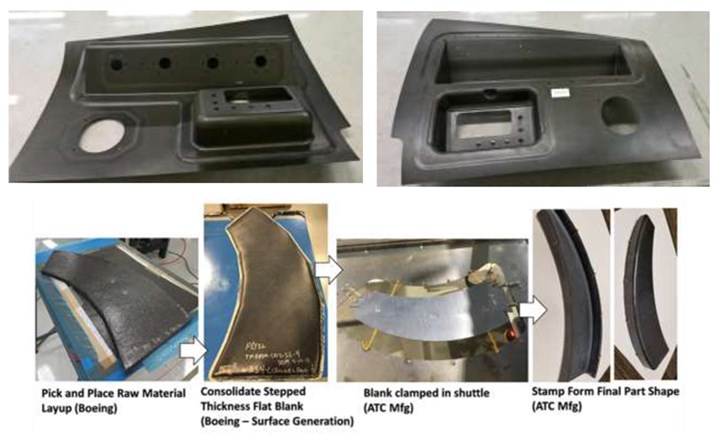 Pick and Place Raw Material
Layup (Boeing)
Consolidate Stepped
Thickness Flat Blank
(Boeing – Surface Generation)
Blank clamped in shuttle
(ATC Mfg)
Stamp Form Final Part Shape
(ATC Mfg)